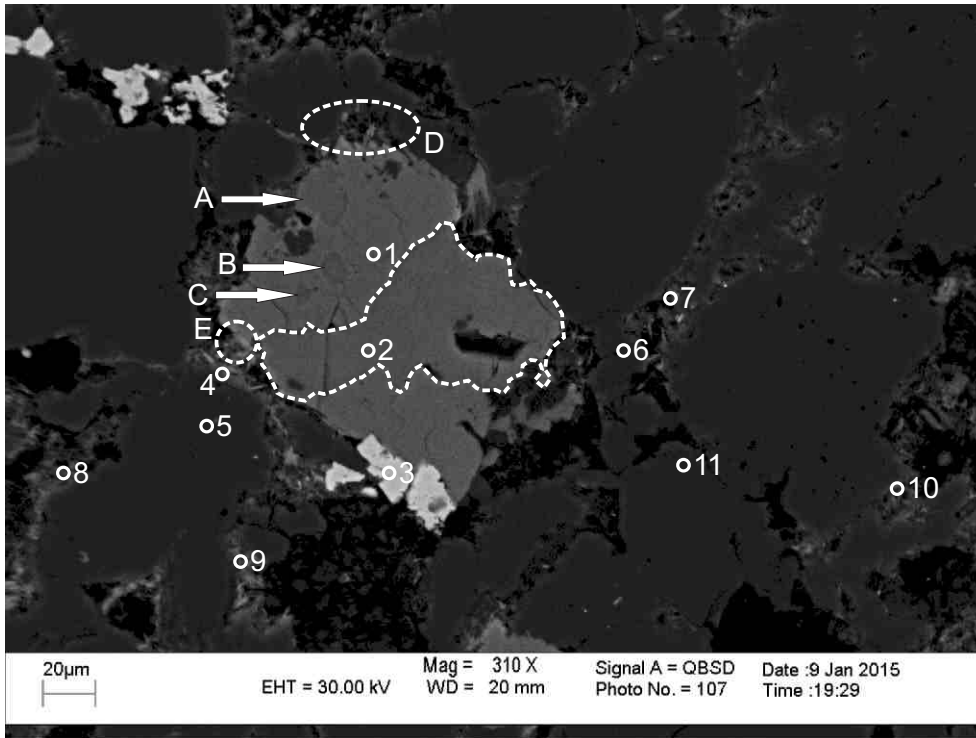 D
A
1
B
C
7
E
2
6
4
5
3
11
8
10
9
20µm
EHT = 30.00 kV
Mag = 310 X
WD = 20 mm
Signal A = QBSD
Photo No. = 107
Date :9 Jan 2015
Time :19:29